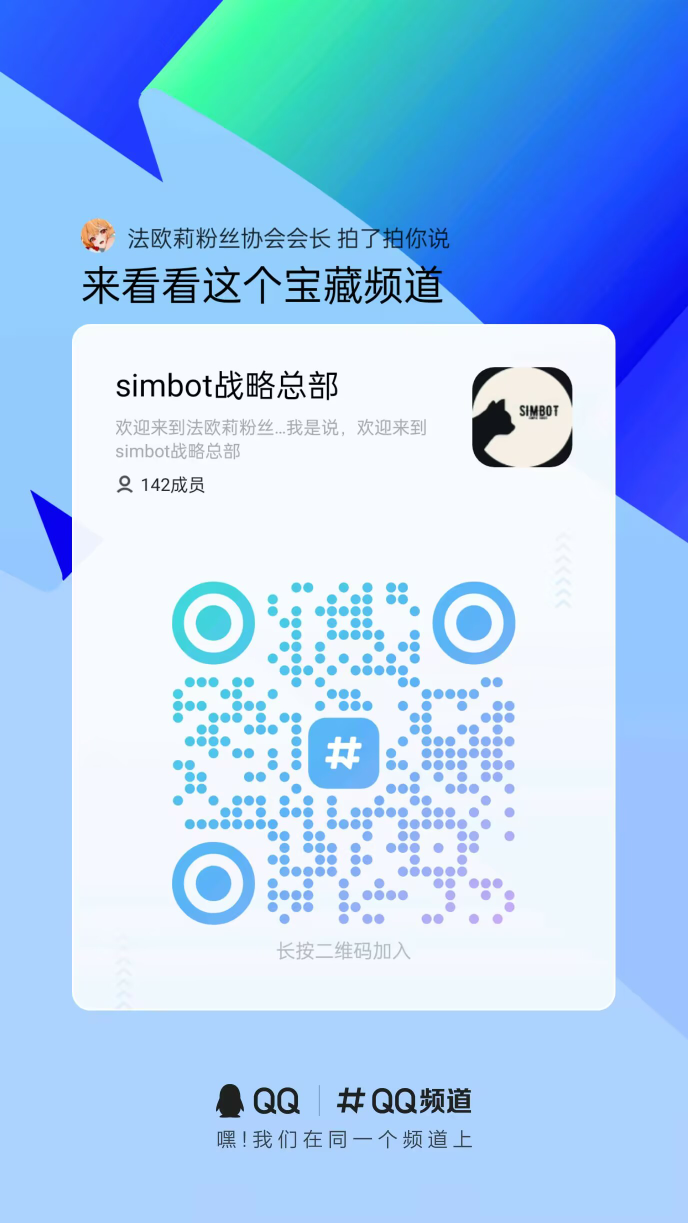 法欧莉粉丝协会会长 拍了拍你说
来看看这个宝藏频道
simbot战略总部
SIMBOT
欢迎来到法欧莉粉丝…我是说，欢迎来到
simbot战略总部
142成员
长按二维码加入
QQ QQ频道
嘿!我们在同一个频道上